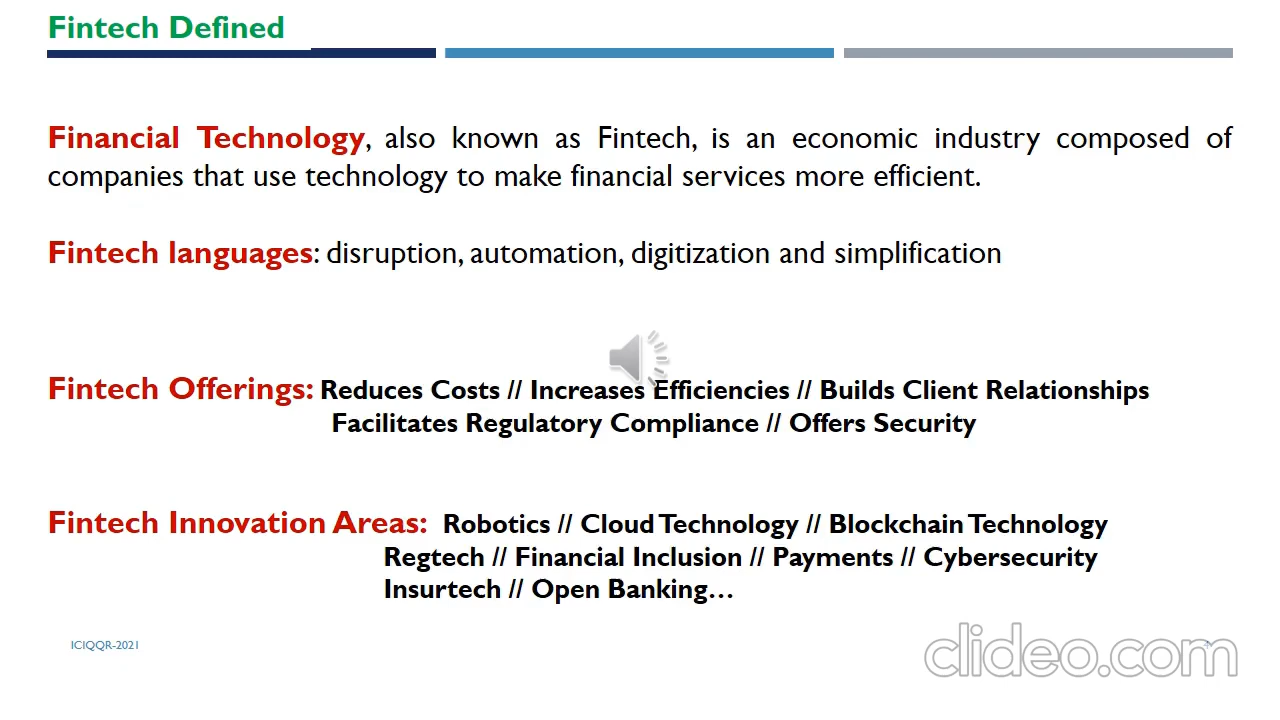 Fintech Defined
Financial Technology, also known as Fintech, is an economic industry composed of
companies that use technology to make financial services more efficient.
Fintech languages: disruption, automation, digitization and simplification
Fintech Offerings: Reduces Costs // Increases Efficiencies // Builds Client Relationships
Facilitates Regulatory Compliance // Offers Security
Fintech Innovation Areas: Robotics // Cloud Technology // Blockchain Technology
Regtech // Financial Inclusion // Payments // Cybersecurity
Insurtech // Open Banking…
ICIQQR-2021
clideo.com